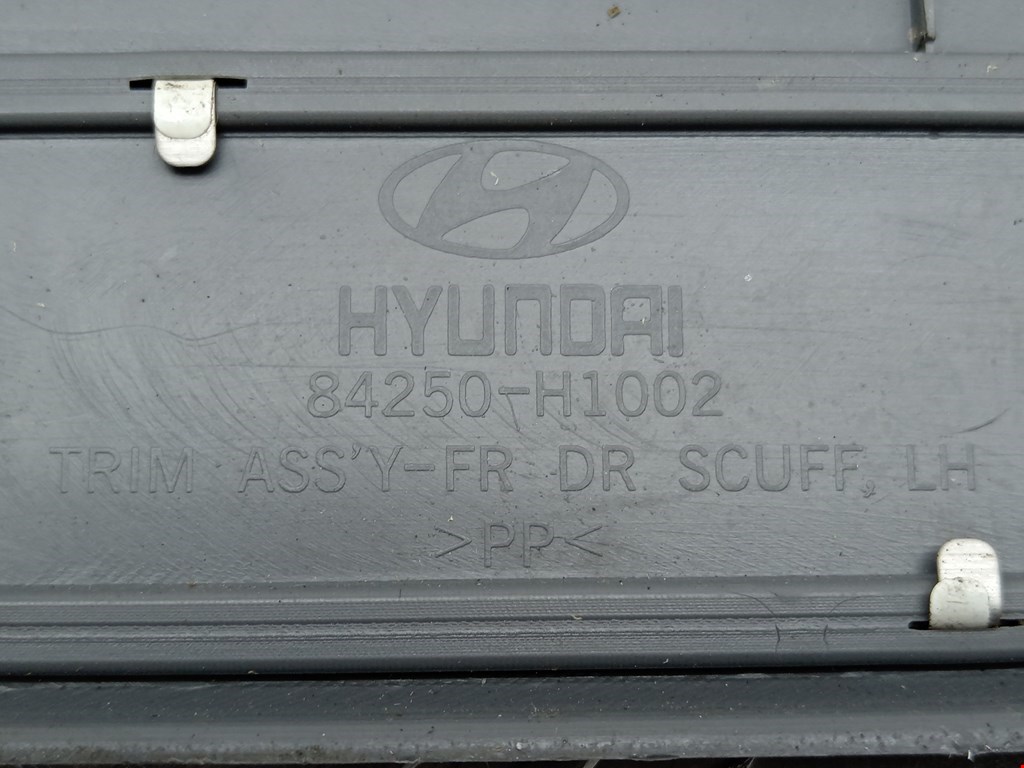 HYUNDAI
84250-H1002
TRIM ASS'Y-FR DR SCUFF, LH
>PP<